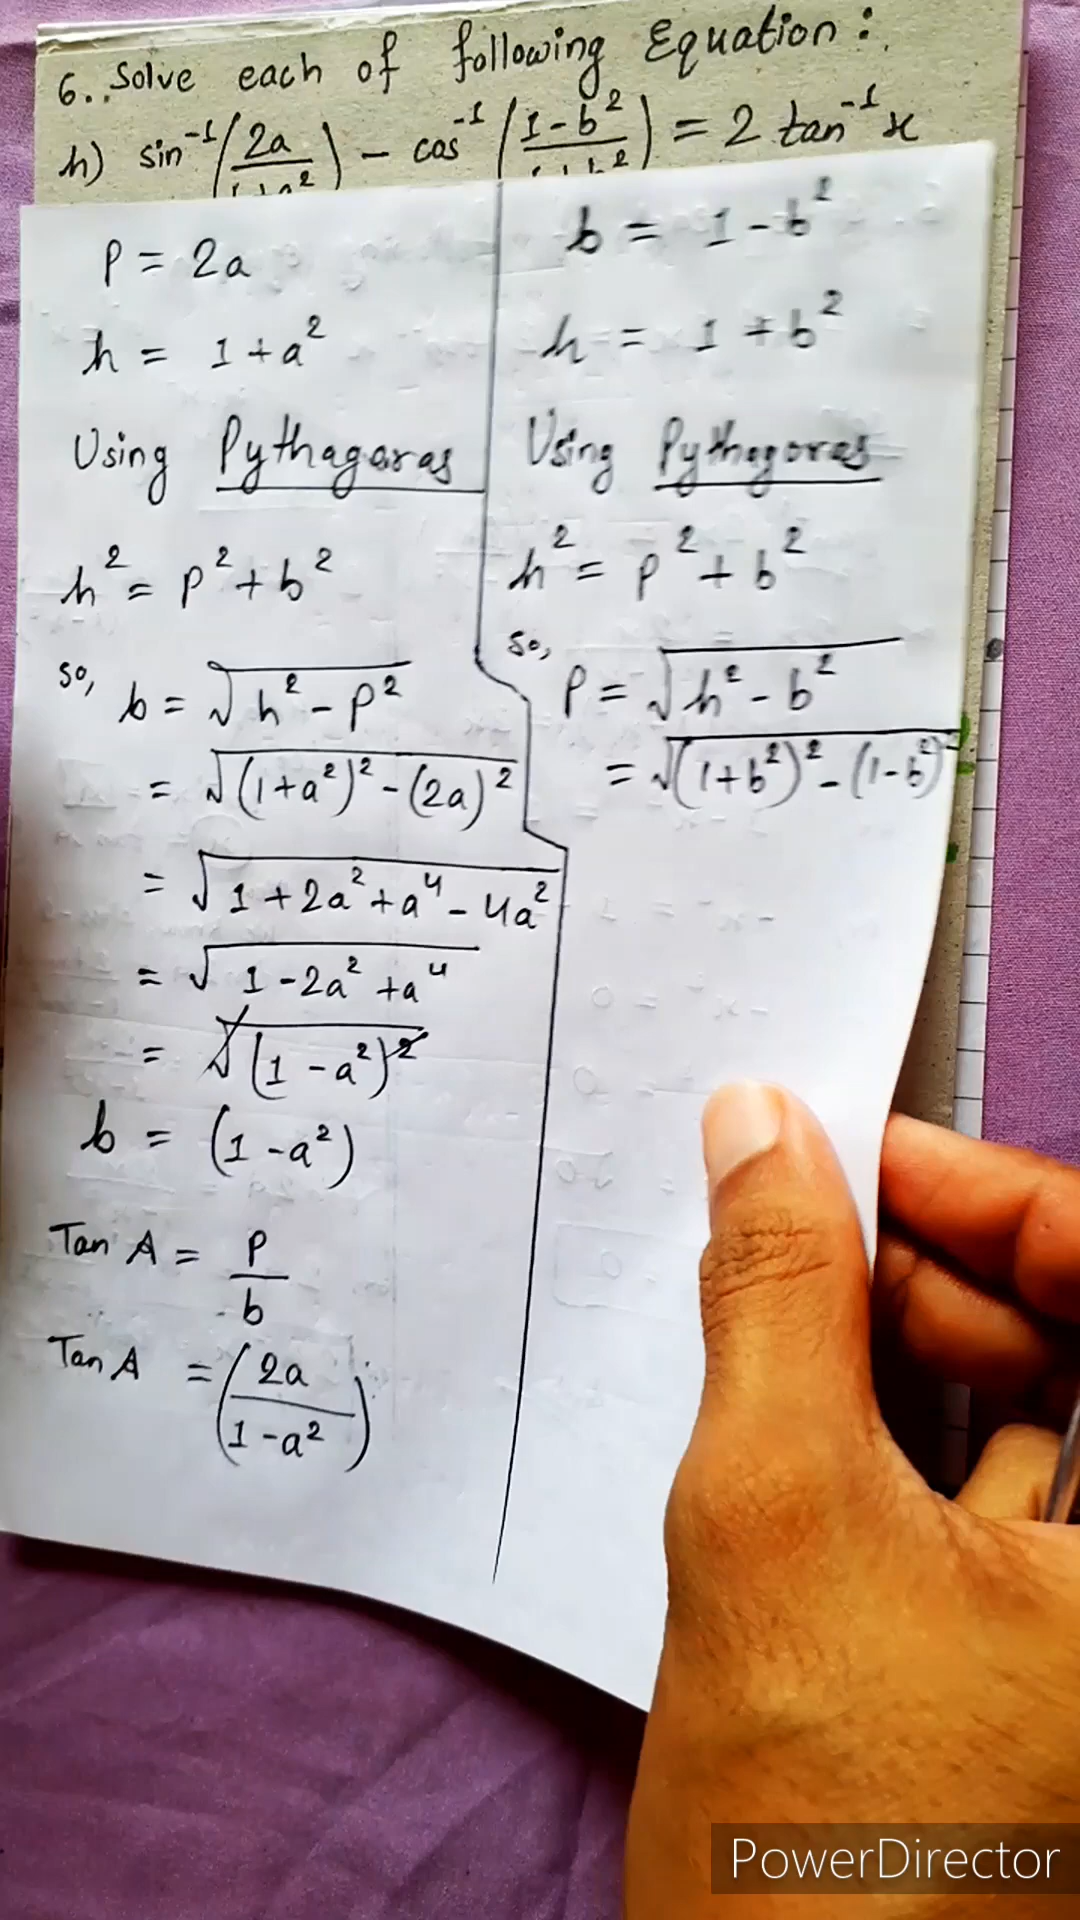 6. Solve each of following Equation :
h) sin⁻¹(2a/1+a²) - cos⁻¹(1-b²/1+b²) = 2 tan⁻¹x
P = 2a
h = 1+a²
Using Pythagoras
h² = p²+b²
so, b = √h²-p²
= √(1+a²)²-(2a)²
= √1+2a²+a⁴-4a²
= √1-2a²+a⁴
= √(1-a²)²
b = (1-a²)
Tan A = P/b
Tan A = (2a/1-a²)
b = 1-b²
h = 1+b²
Using Pythagoras
h² = p²+b²
so,
P = √h²-b²
= √(1+b²)²-(1-b²)²
PowerDirector